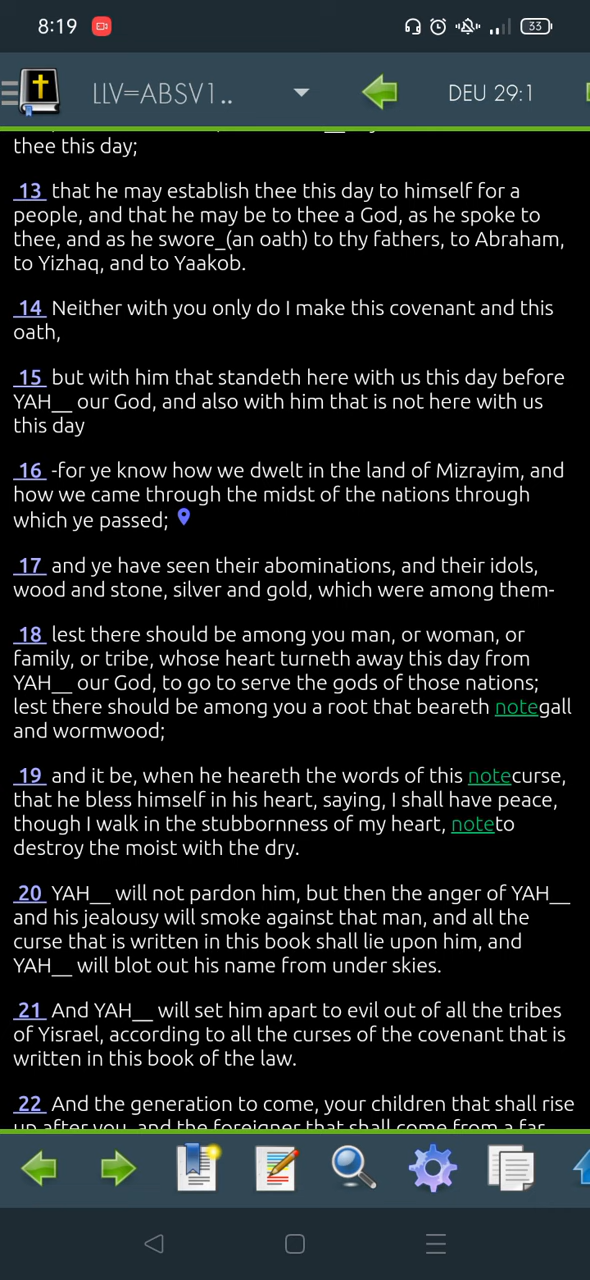 8:19 33
LLV=ABSV1.. DEU 29:1
thee this day;
13 that he may establish thee this day to himself for a
people, and that he may be to thee a God, as he spoke to
thee, and as he swore_(an oath) to thy fathers, to Abraham,
to Yizhaq, and to Yaakob.
14 Neither with you only do I make this covenant and this
oath,
15 but with him that standeth here with us this day before
YAH__ our God, and also with him that is not here with us
this day
16 -for ye know how we dwelt in the land of Mizrayim, and
how we came through the midst of the nations through
which ye passed;
17 and ye have seen their abominations, and their idols,
wood and stone, silver and gold, which were among them-
18 lest there should be among you man, or woman, or
family, or tribe, whose heart turneth away this day from
YAH__ our God, to go to serve the gods of those nations;
lest there should be among you a root that beareth notegall
and wormwood;
19 and it be, when he heareth the words of this notecurse,
that he bless himself in his heart, saying, I shall have peace,
though I walk in the stubbornness of my heart, noteto
destroy the moist with the dry.
20 YAH__ will not pardon him, but then the anger of YAH__
and his jealousy will smoke against that man, and all the
curse that is written in this book shall lie upon him, and
YAH__ will blot out his name from under skies.
21 And YAH__ will set him apart to evil out of all the tribes
of Yisrael, according to all the curses of the covenant that is
written in this book of the law.
22 And the generation to come, your children that shall rise
up after you, and the foreigner that shall come from a far